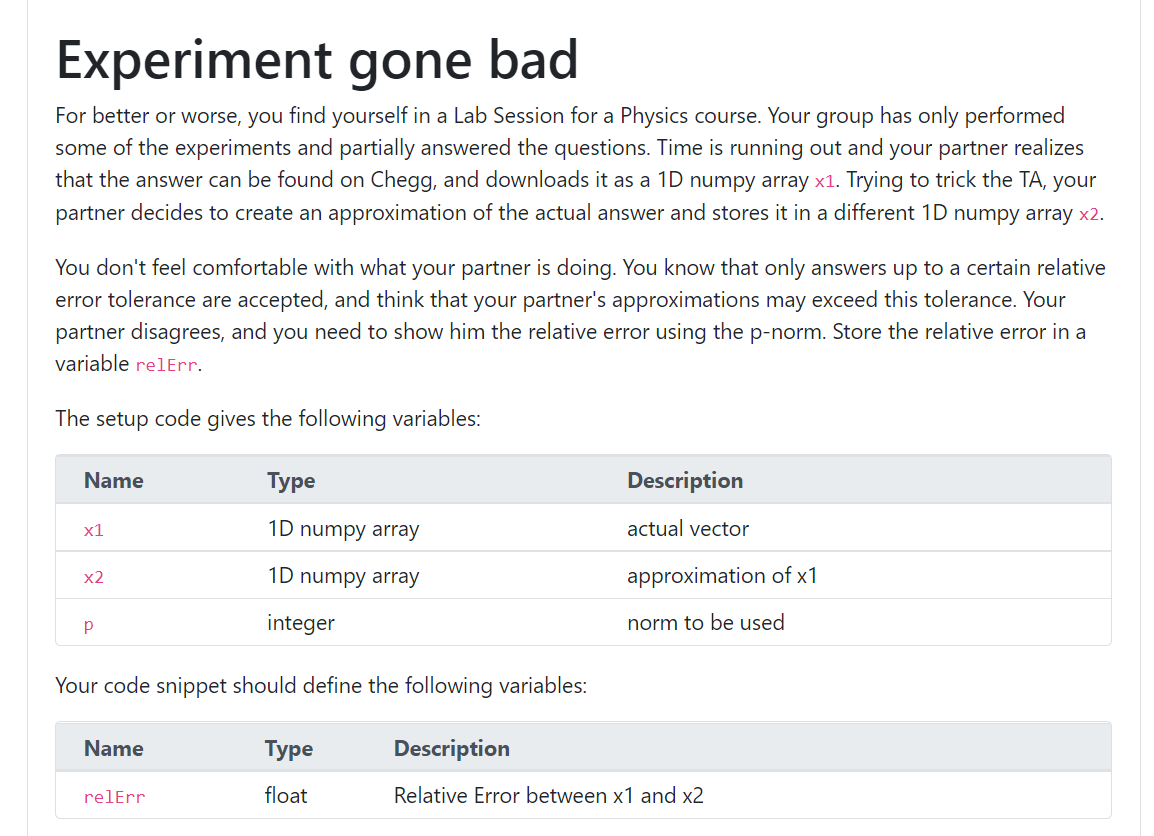 Experiment gone bad
For better or worse, you find yourself in a Lab Session for a Physics course. Your group has only performed
some of the experiments and partially answered the questions. Time is running out and your partner realizes
that the answer can be found on Chegg, and downloads it as a 1D numpy array x1. Trying to trick the TA, your
partner decides to create an approximation of the actual answer and stores it in a different 1D numpy array x2.
You don't feel comfortable with what your partner is doing. You know that only answers up to a certain relative
error tolerance are accepted, and think that your partner's approximations may exceed this tolerance. Your
partner disagrees, and you need to show him the relative error using the p-norm. Store the relative error in a
variable relErr.
The setup code gives the following variables:
Name Type Description
x1 1D numpy array actual vector
x2 1D numpy array approximation of x1
p integer norm to be used
Your code snippet should define the following variables:
Name Type Description
relErr float Relative Error between x1 and x2